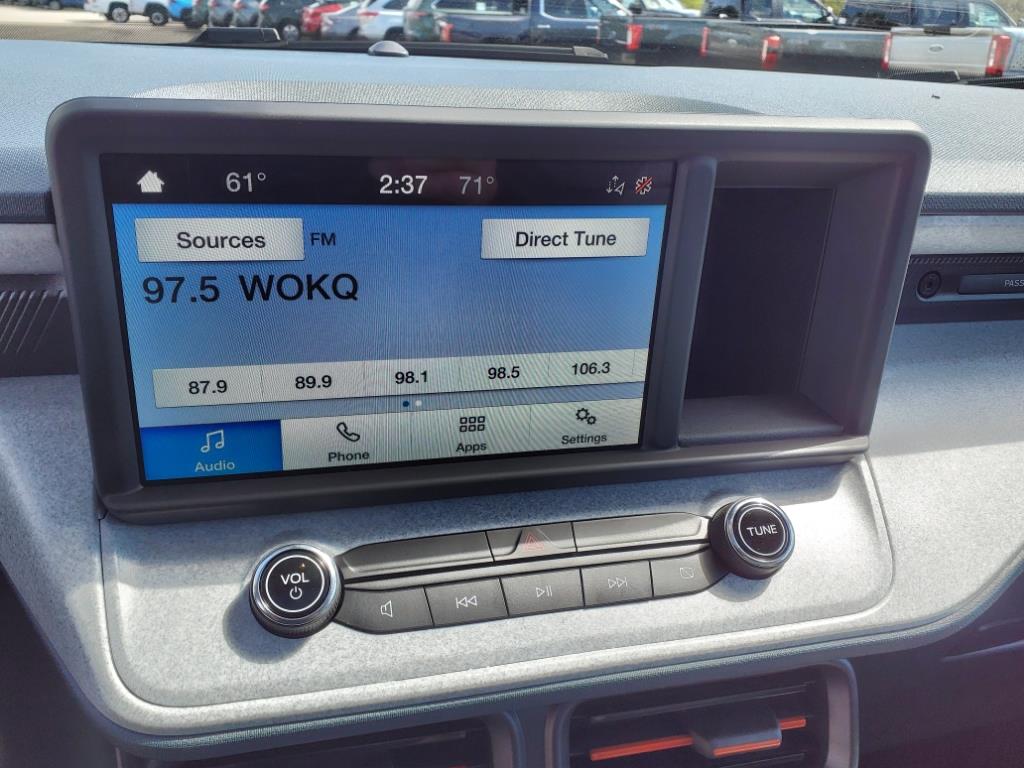 61° 2:37 71°
Sources FM Direct Tune
97.5 WOKQ
87.9 89.9 98.1 98.5 106.3
Audio Phone Apps Settings
PASS
VOL TUNE